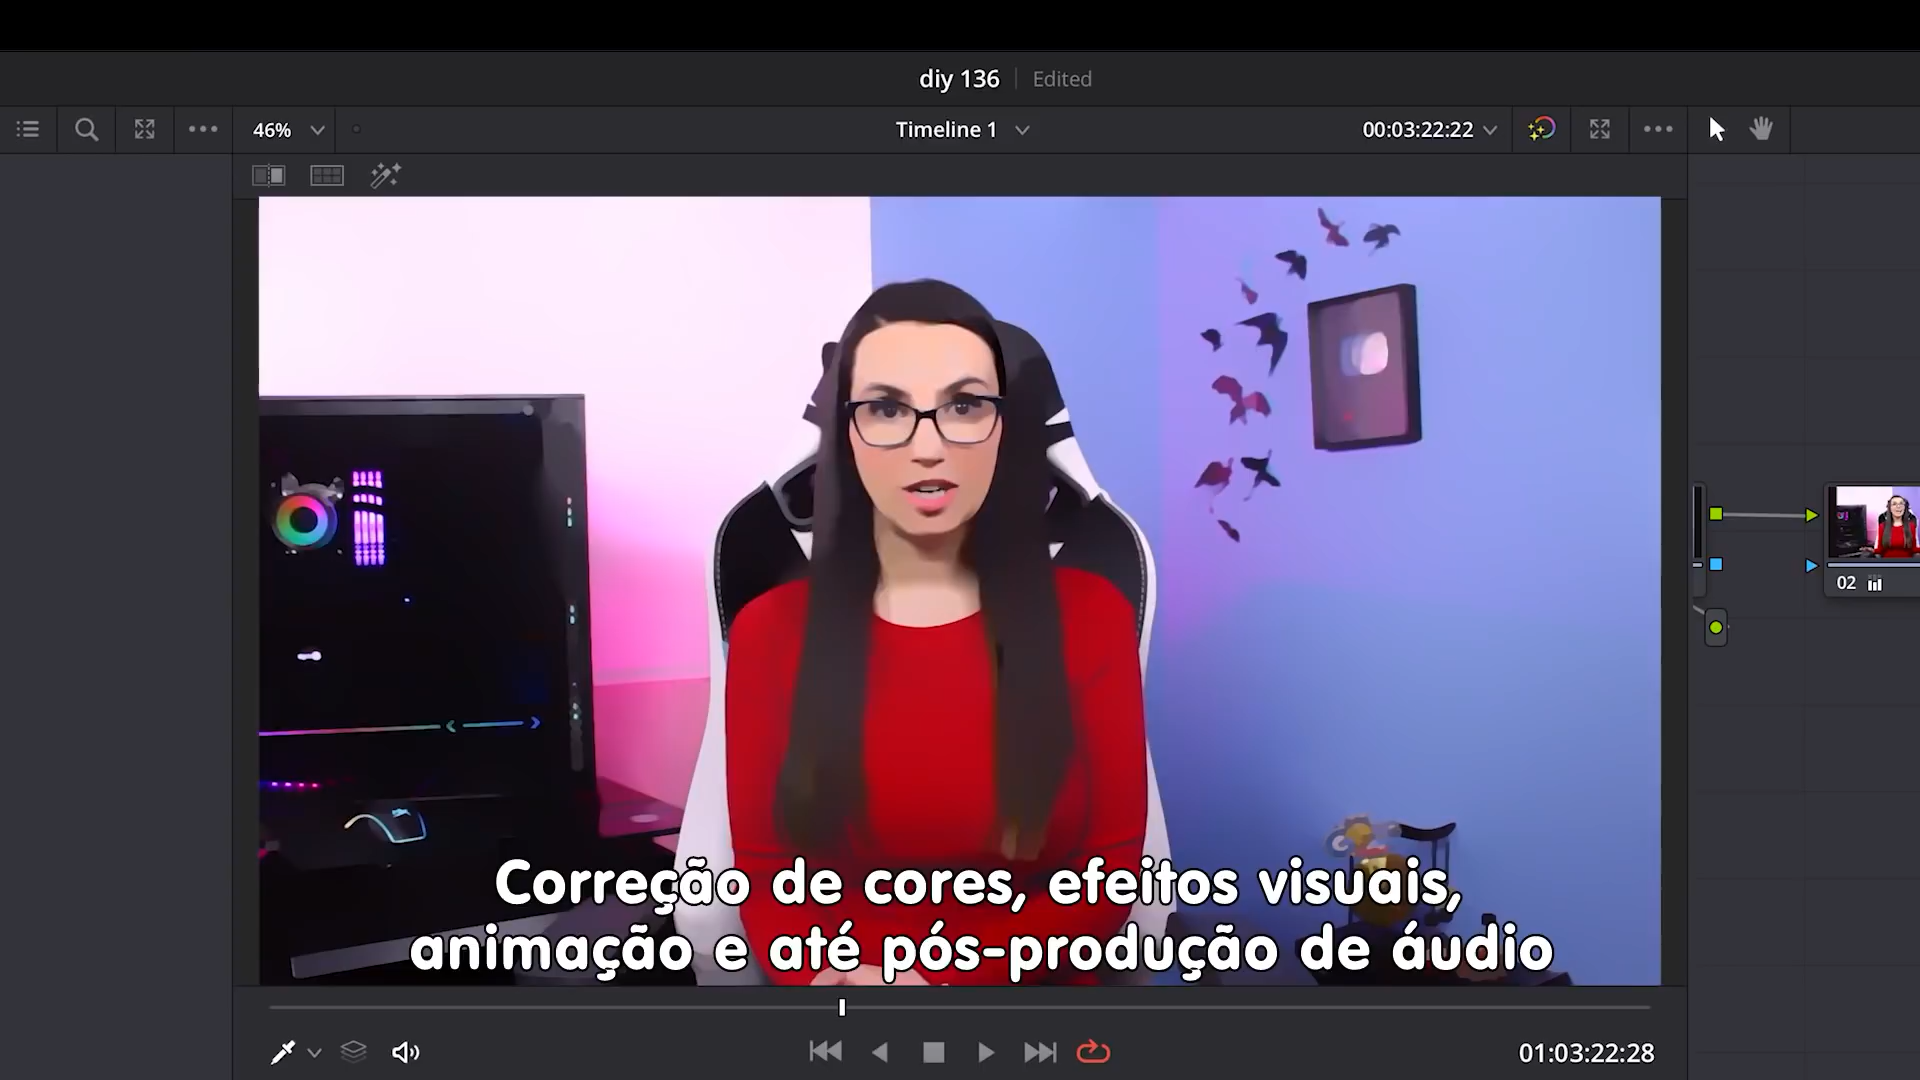 diy 136 Edited
46% Timeline 1 00:03:22:22
02
Correção de cores, efeitos visuais,
animação e até pós-produção de áudio
01:03:22:28